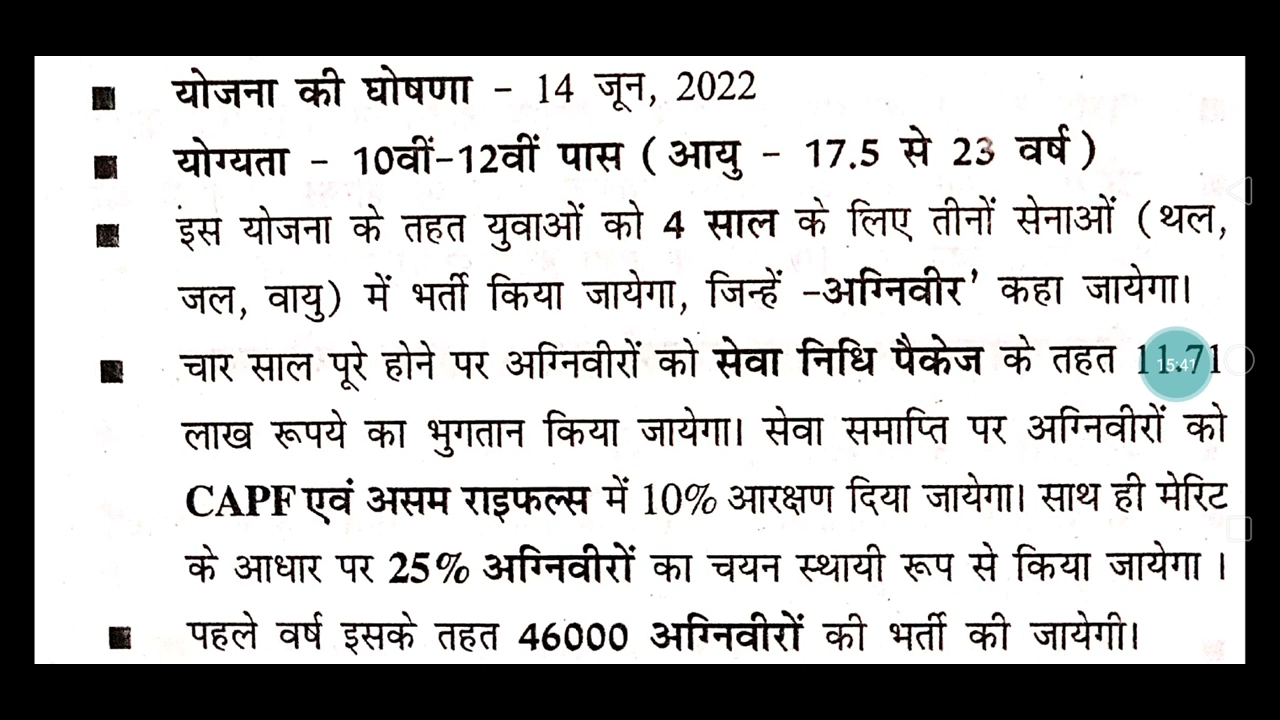 ■ योजना की घोषणा - 14 जून, 2022
■ योग्यता - 10वीं-12वीं पास (आयु - 17.5 से 23 वर्ष)
■ इस योजना के तहत युवाओं को 4 साल के लिए तीनों सेनाओं (थल,
जल, वायु) में भर्ती किया जायेगा, जिन्हें -अग्निवीर' कहा जायेगा।
■ चार साल पूरे होने पर अग्निवीरों को सेवा निधि पैकेज के तहत 11.71
लाख रूपये का भुगतान किया जायेगा। सेवा समाप्ति पर अग्निवीरों को
CAPF एवं असम राइफल्स में 10% आरक्षण दिया जायेगा। साथ ही मेरिट
के आधार पर 25% अग्निवीरों का चयन स्थायी रूप से किया जायेगा ।
■ पहले वर्ष इसके तहत 46000 अग्निवीरों की भर्ती की जायेगी।
15:41